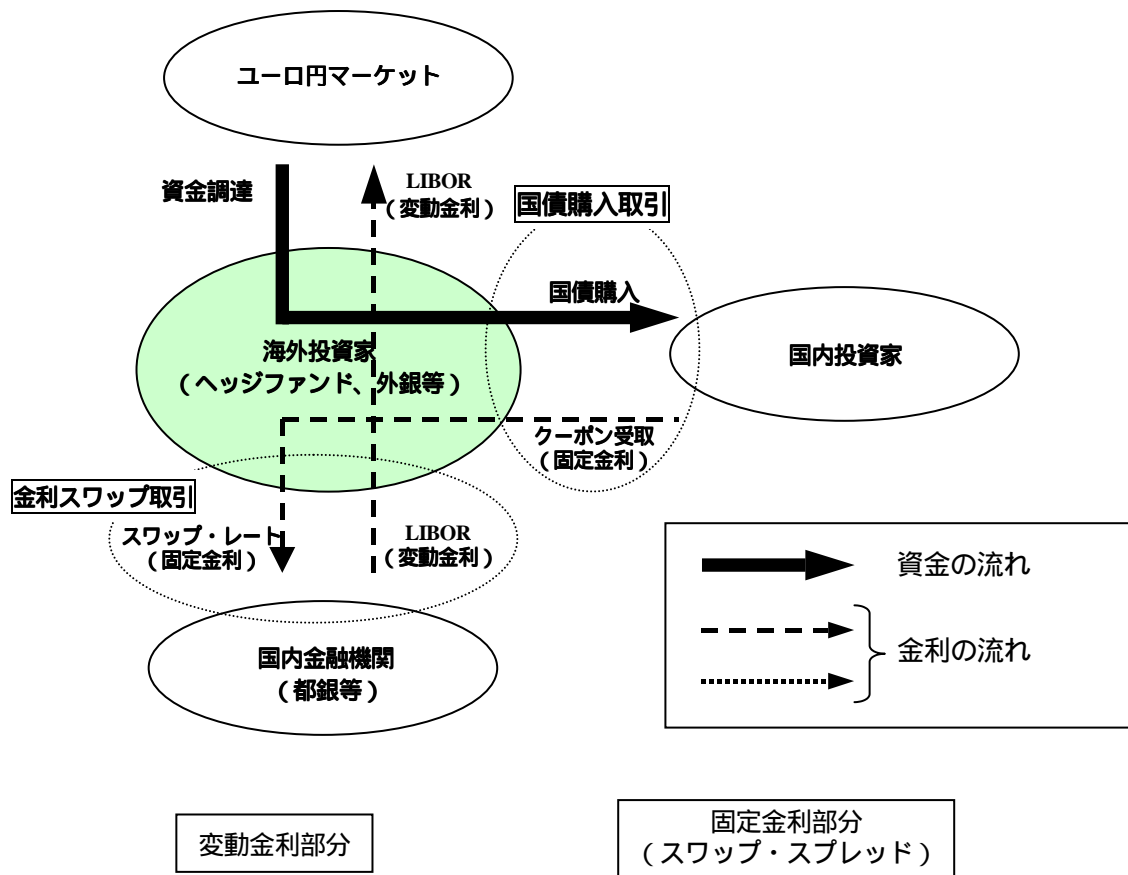 ユーロ円マーケット
資金調達
LIBOR
(変動金利)
国債購入取引
国債購入
海外投資家
(ヘッジファンド、外銀等)
国内投資家
クーポン受取
(固定金利)
金利スワップ取引
スワップ・レート
(固定金利)
LIBOR
(変動金利)
国内金融機関
(都銀等)
資金の流れ
金利の流れ
変動金利部分
固定金利部分
(スワップ・スプレッド)